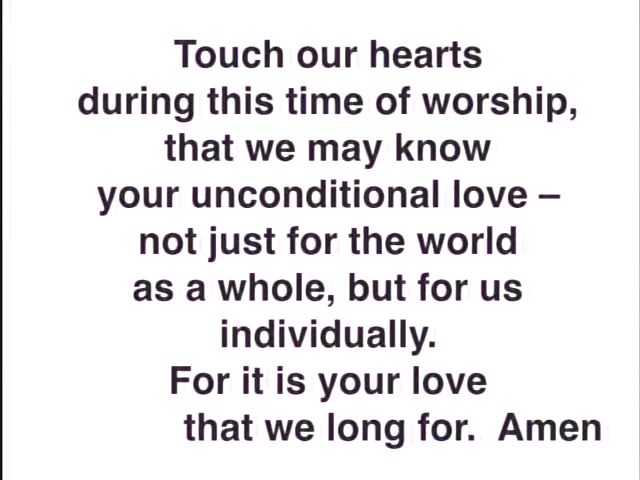 Touch our hearts
during this time of worship,
that we may know
your unconditional love –
not just for the world
as a whole, but for us
individually.
For it is your love
that we long for.  Amen